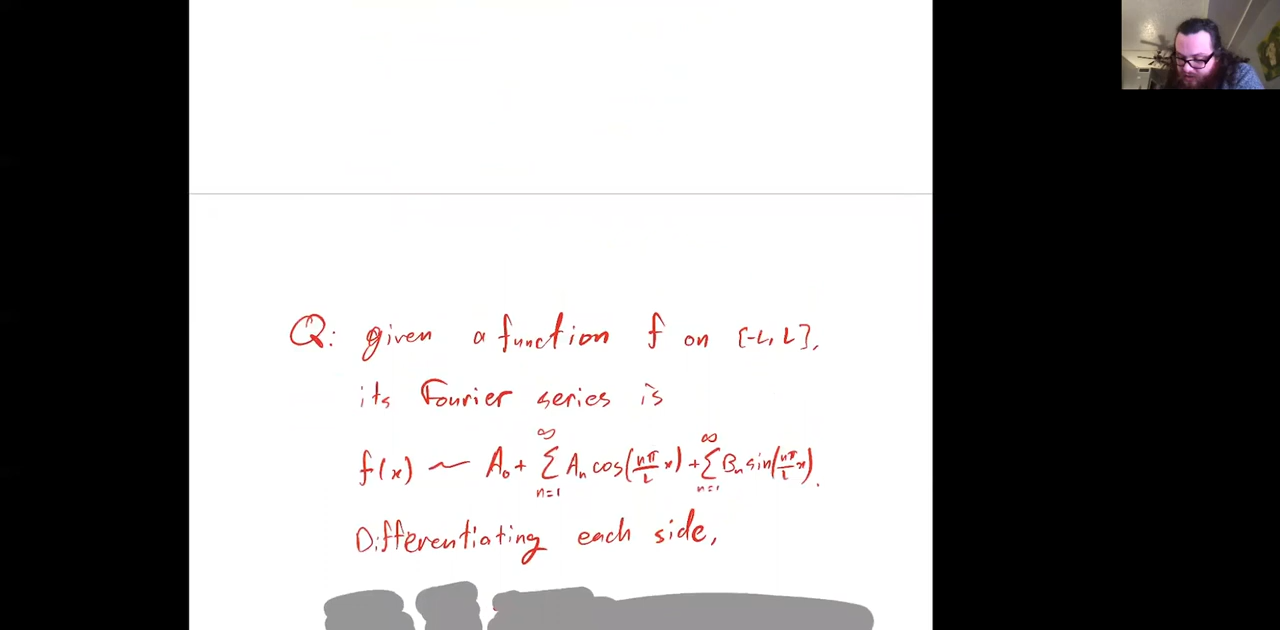 Q: given a function f on [-L, L],
its Fourier series is
f(x) ~ A₀ + ∞∑n=1 Aₙ cos(nπ/L x) + ∞∑n=1 Bₙ sin(nπ/L x).
Differentiating each side,